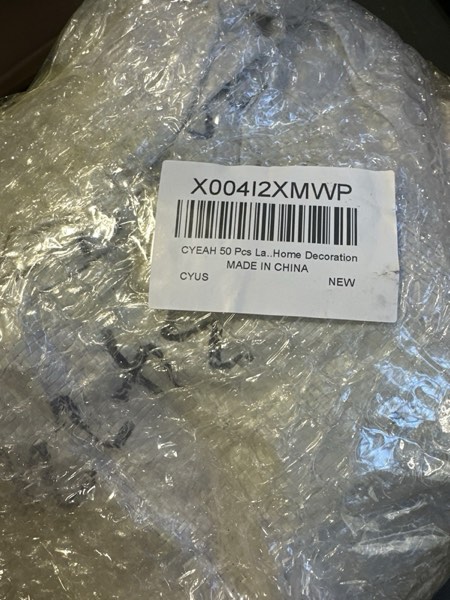 X004I2XMWP
CYEAH 50 Pcs La..Home Decoration
MADE IN CHINA
CYUS NEW